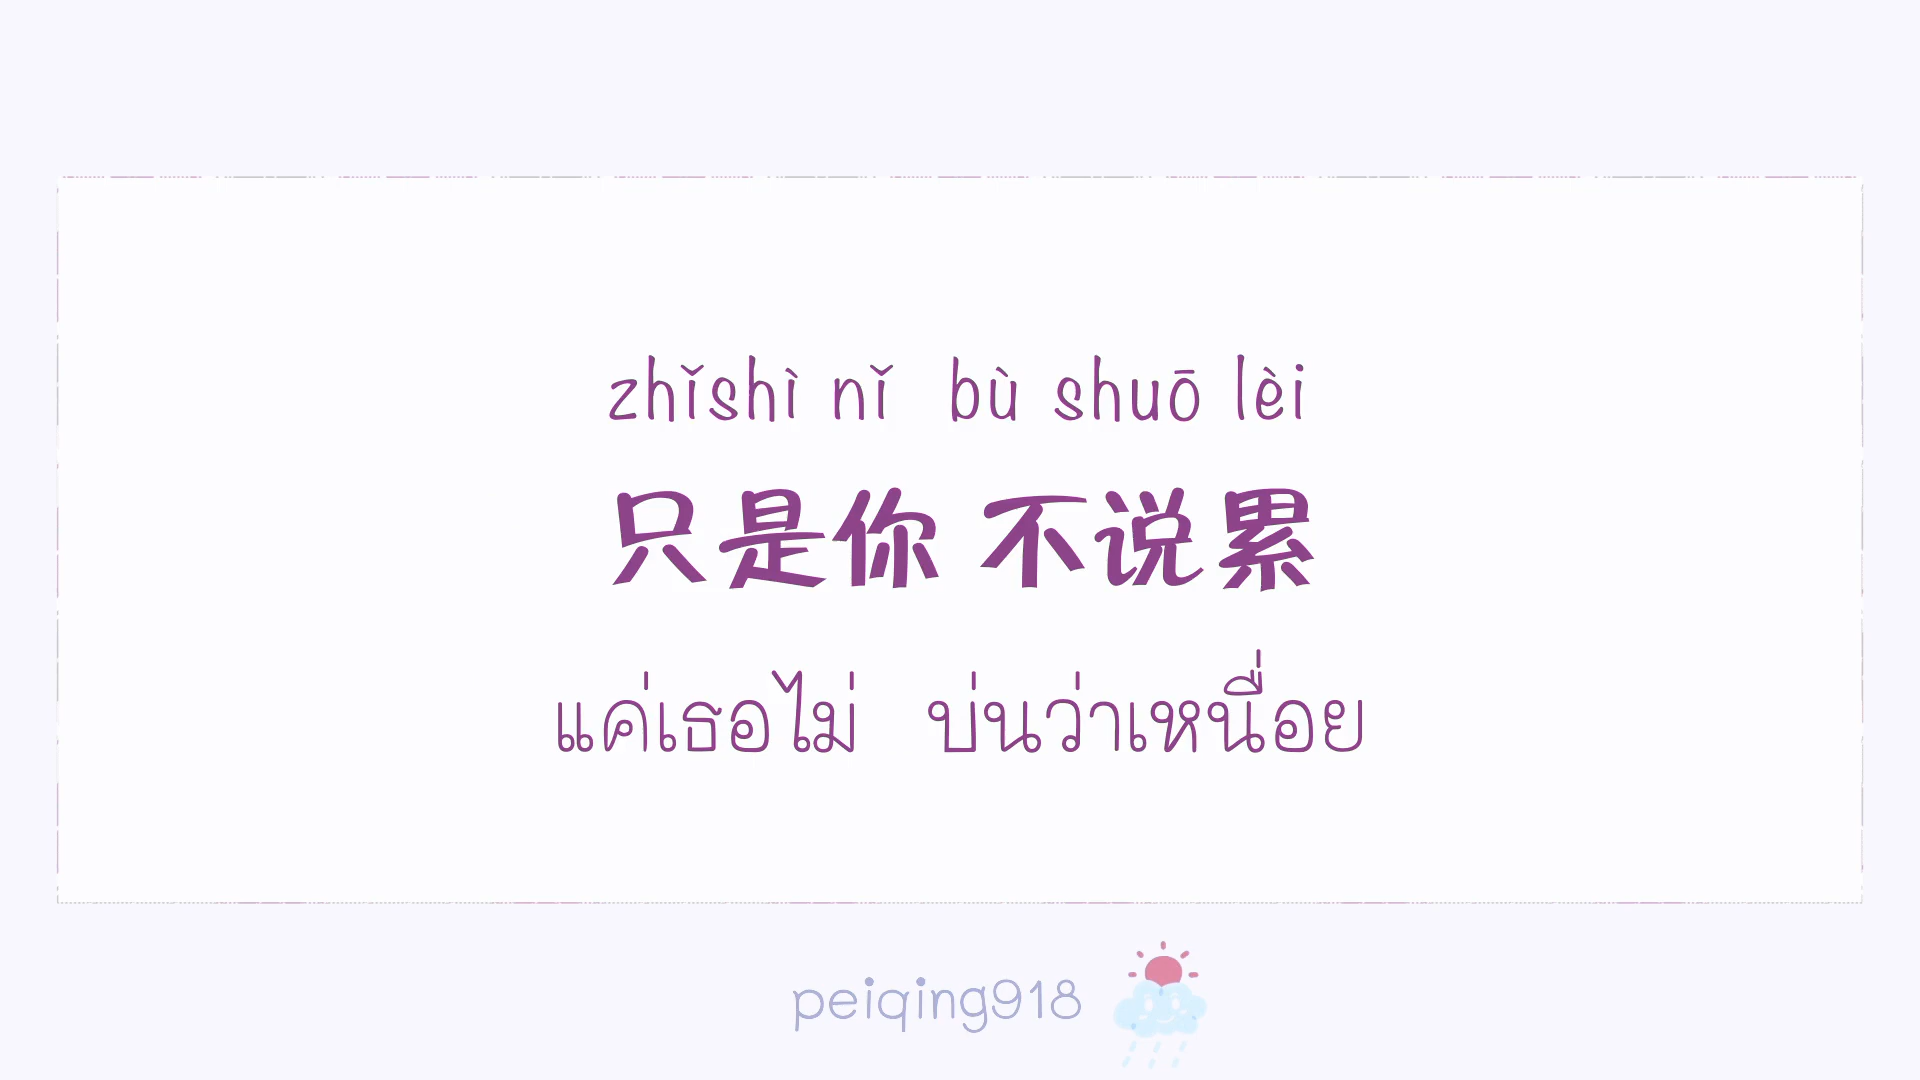 zhǐshì nǐ bù shuō lèi
只是你 不说累
แค่เธอไม่ บ่นว่าเหนื่อย
peiqing918